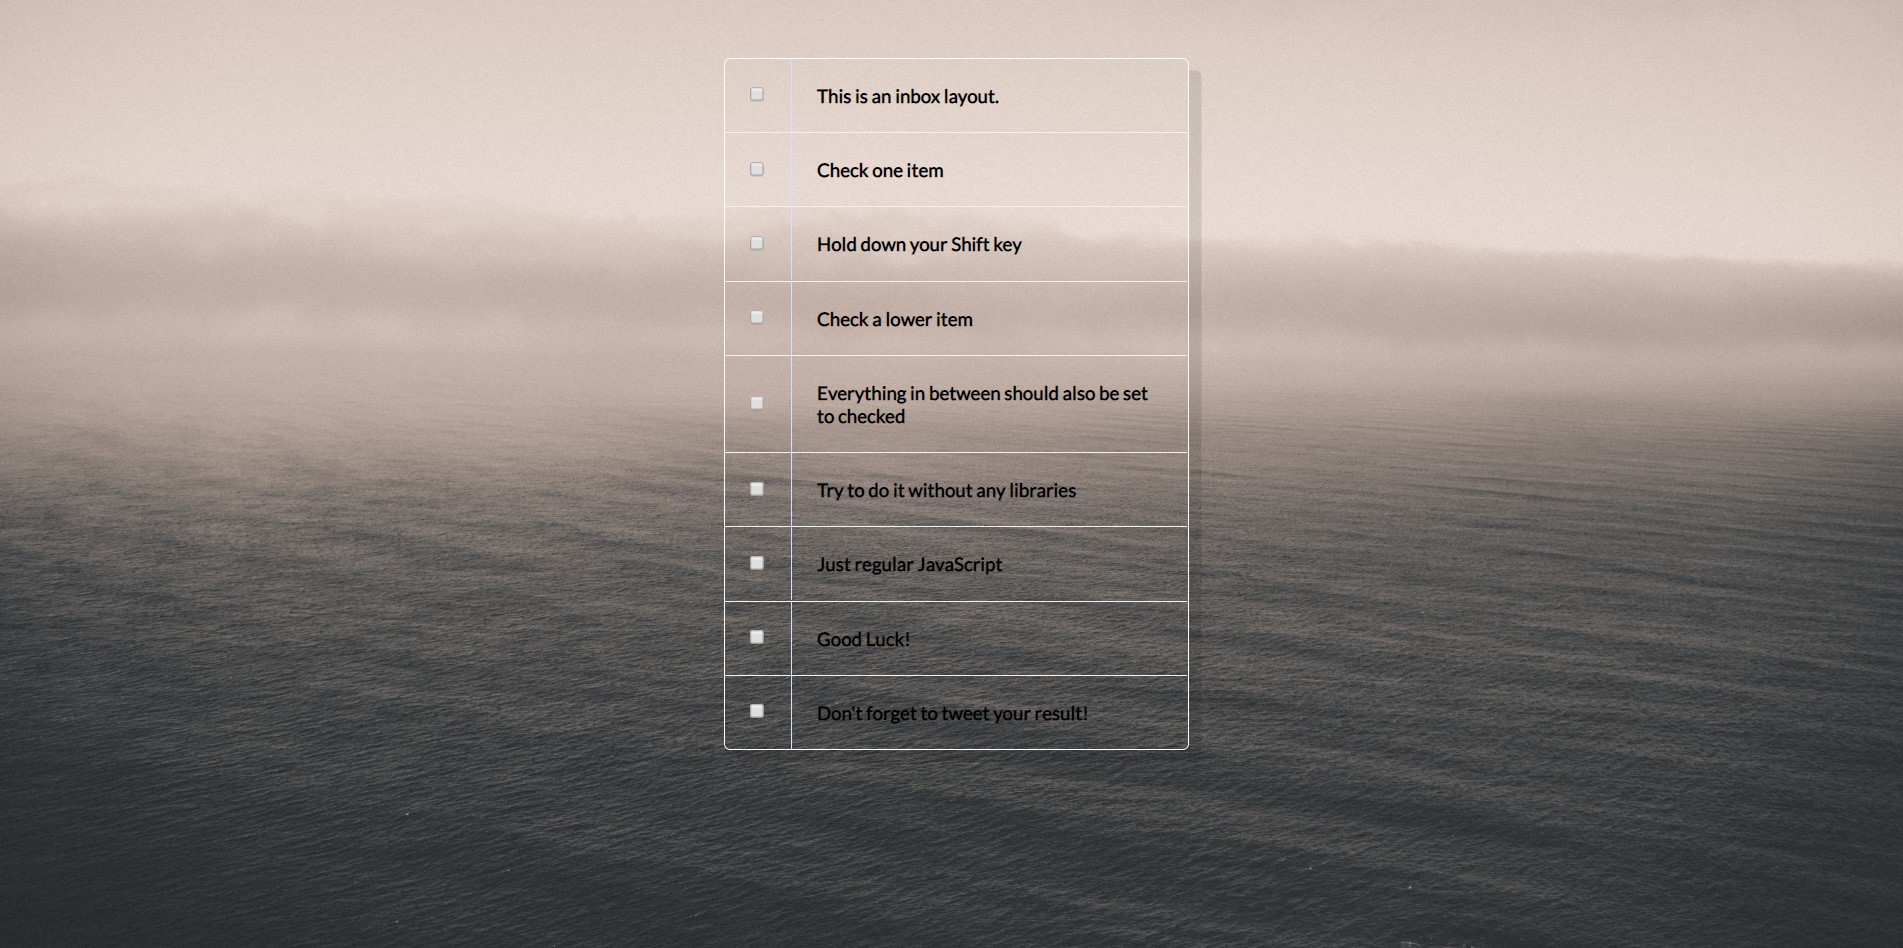 This is an inbox layout.
Check one item
Hold down your Shift key
Check a lower item
Everything in between should also be set
to checked
Try to do it without any libraries
Just regular JavaScript
Good Luck!
Don't forget to tweet your result!